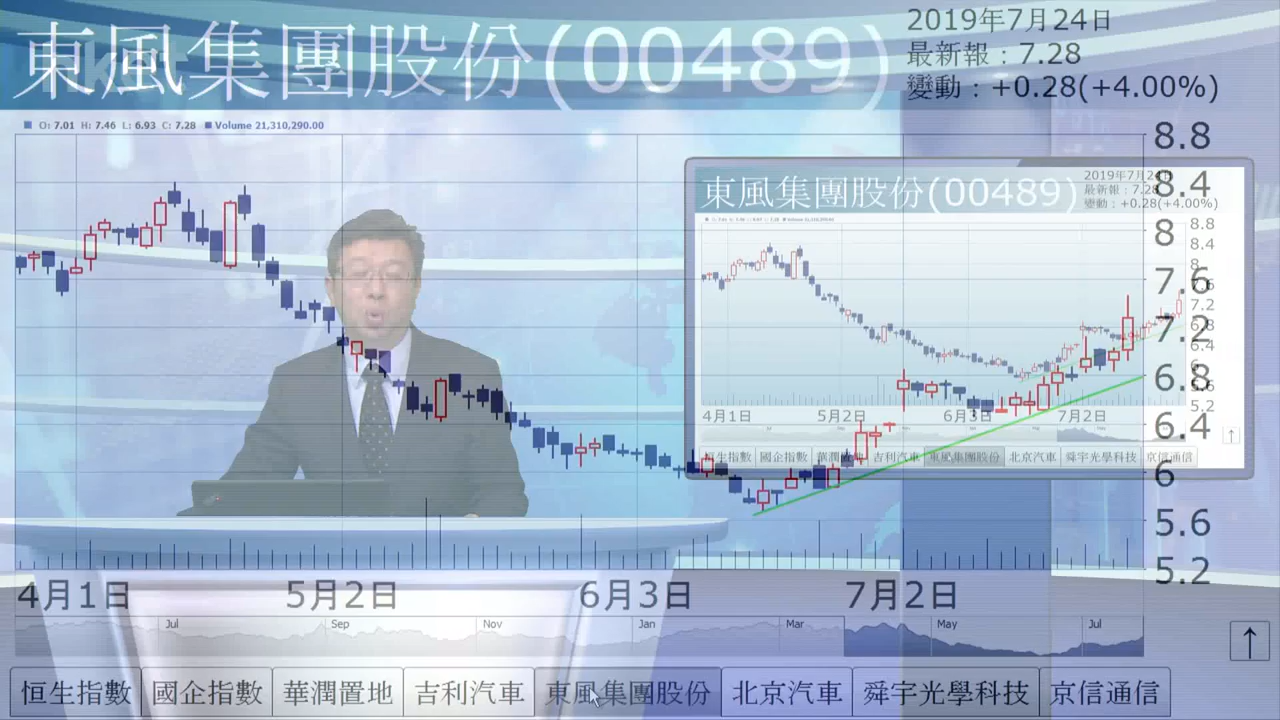 東風集團股份(00489)
2019年7月24日
最新報：7.28
變動：+0.28(+4.00%)
O: 7.01 H: 7.46 L: 6.93 C: 7.28 Volume 21,310,290.00
8.8
8.4
8
7.6
7.2
6.8
6.4
6
5.6
5.2
東風集團股份(00489)
2019年7月24日
最新報：7.28
變動：+0.28(+4.00%)
8.8
8.4
8
7.2
6.4
5.2
4月1日 5月2日 6月3日 7月2日
恒生指數 國企指數 華潤置地 吉利汽車 東風集團股份 北京汽車 舜宇光學科技 京信通信
↑
4月1日 5月2日 6月3日 7月2日
Jul Sep Nov Jan Mar May Jul
↑
恒生指數 國企指數 華潤置地 吉利汽車 東風集團股份 北京汽車 舜宇光學科技 京信通信